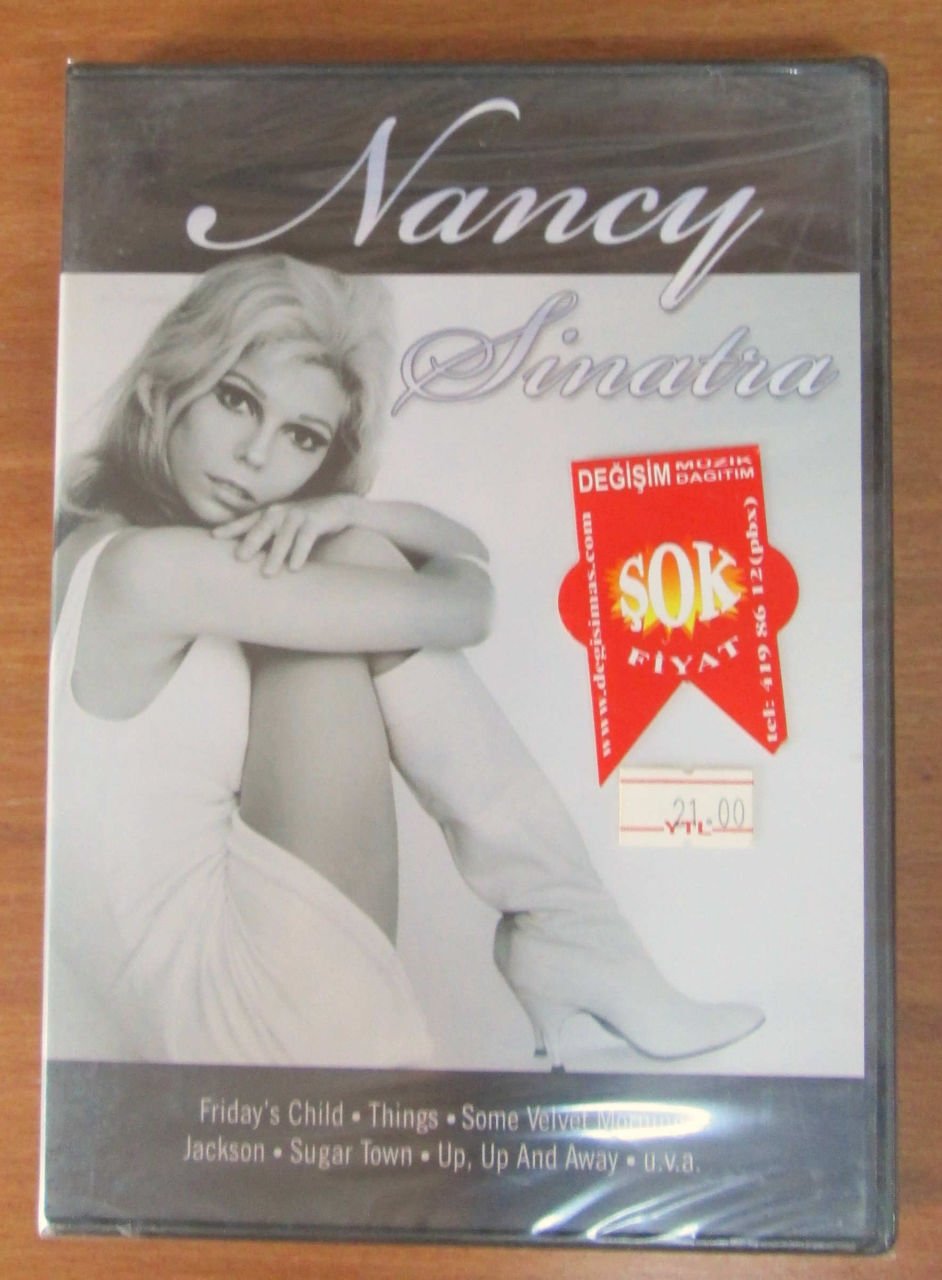 Nancy
Sinatra
DEĞİŞİM MÜZİK DAĞITIM
www.degisimas.com
ŞOK
FİYAT
tel: 419 86 12 (pbx)
21.00
YTL
Friday's Child • Things • Some Velvet Morning
Jackson • Sugar Town • Up, Up And Away • u.v.a.